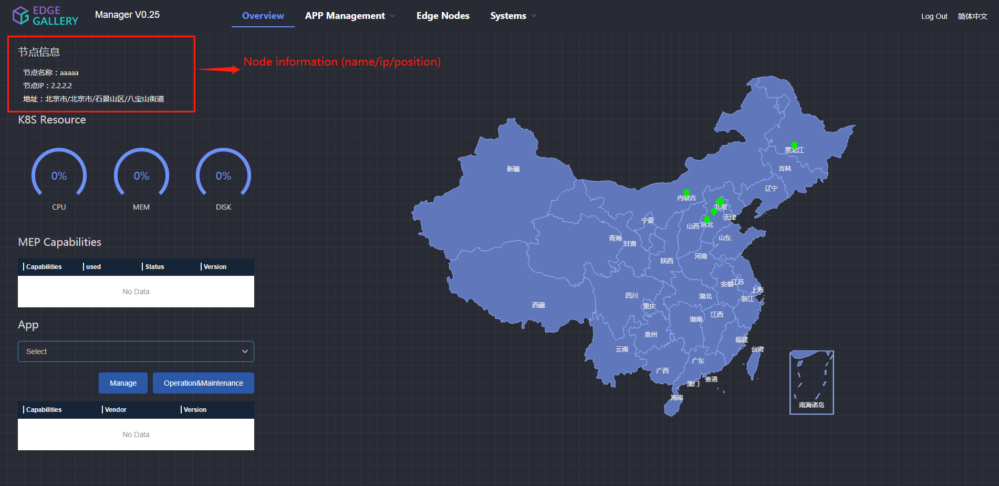 EDGE
GALLERY
Manager V0.25
Overview
APP Management
Edge Nodes
Systems
Log Out
简体中文
节点信息
节点名称：aaaaa
节点IP：2.2.2.2
地址：北京市/北京市/石景山区/八宝山街道
Node information (name/ip/position)
K8S Resource
0%
0%
0%
CPU
MEM
DISK
MEP Capabilities
Capabilities
used
Status
Version
No Data
App
Select
Manage
Operation&Maintenance
Capabilities
Vendor
Version
No Data
黑龙江
吉林
新疆
辽宁
内蒙古
北京
天津
宁夏
山西
河北
青海
甘肃
山东
陕西
河南
安徽
江苏
上海
四川
湖北
浙江
西藏
重庆
江西
湖南
贵州
福建
云南
台湾
广东
广西
香港
澳门
海南
南海诸岛